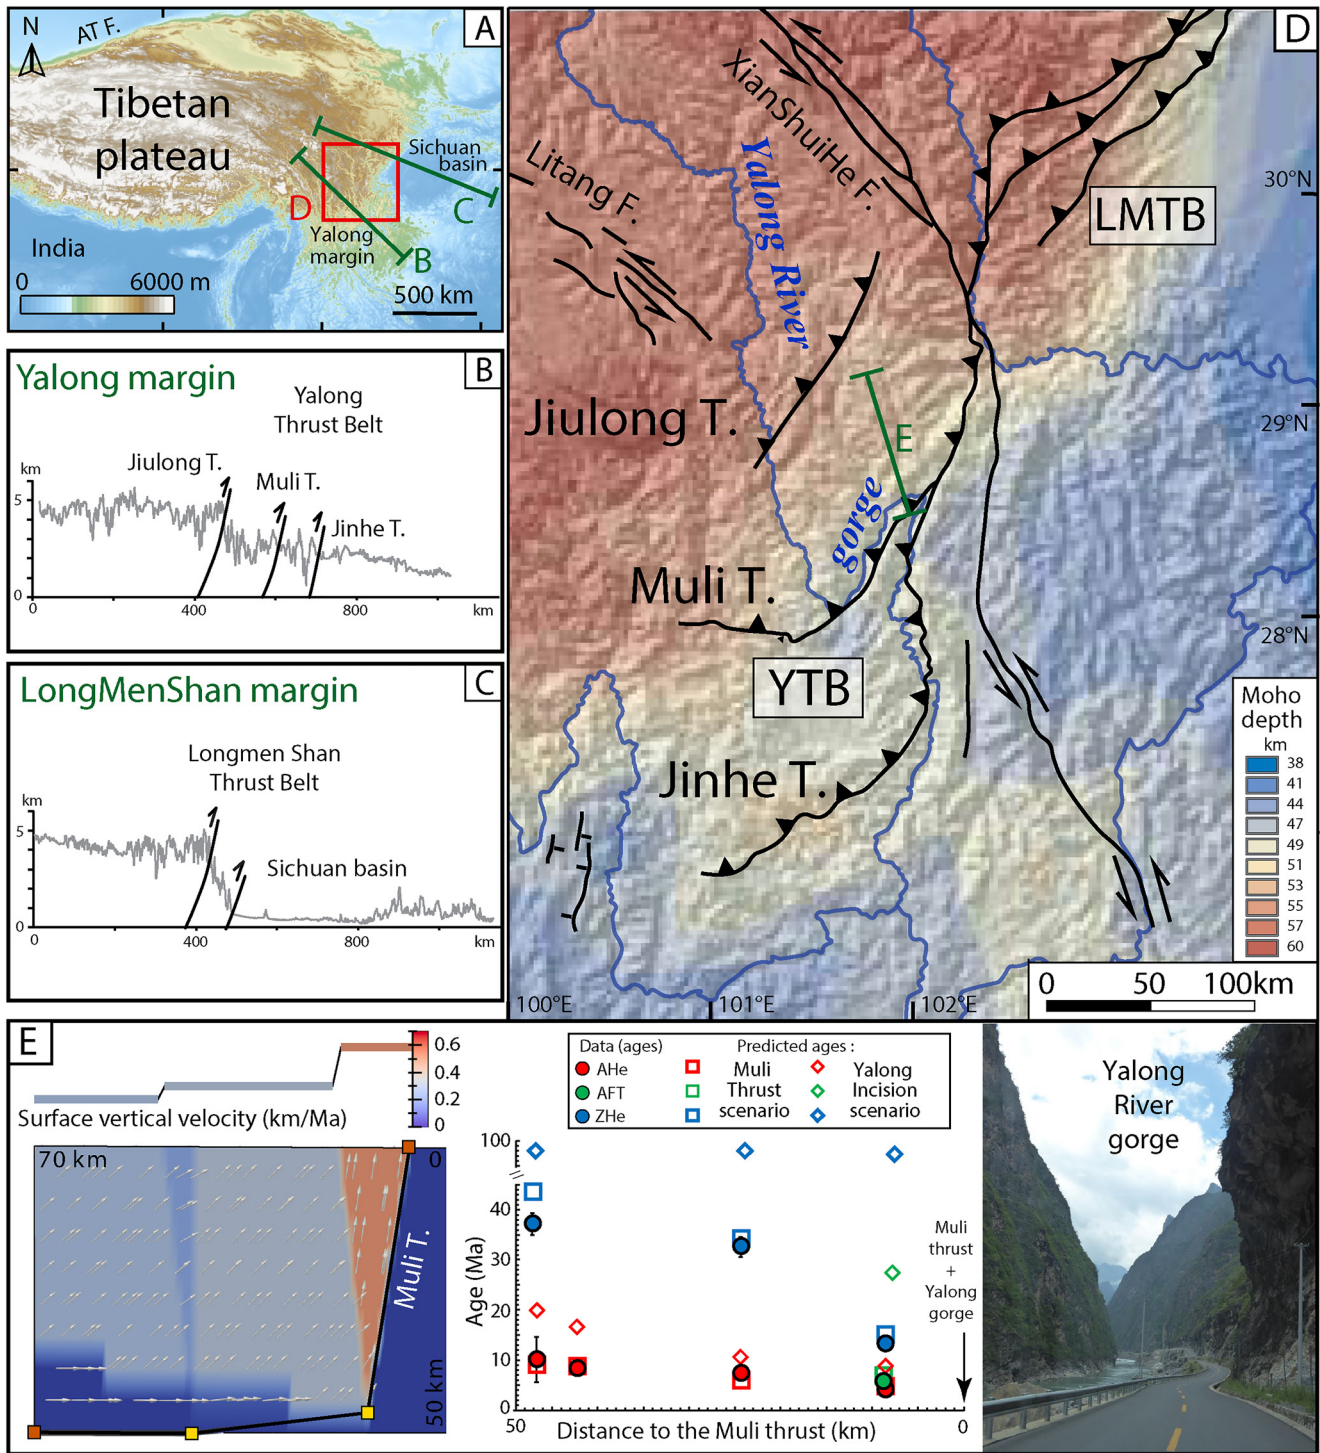 A
N
AT F.
Tibetan
plateau
Sichuan
basin
D
C
Yalong
margin
B
India
0 6000 m
500 km
B
Yalong margin
Yalong
Thrust Belt
km
Jiulong T.
Muli T.
Jinhe T.
5
0
0 400 800 km
C
LongMenShan margin
Longmen Shan
Thrust Belt
km
5
Sichuan basin
0
0 400 800 km
D
XianShuiHe F.
Yalong River
Litang F.
LMTB
30°N
Jiulong T.
E
29°N
gorge
Muli T.
28°N
YTB
Jinhe T.
Moho
depth
km
38
41
44
47
49
51
53
55
57
60
0 50 100km
100°E 101°E 102°E
E
0.6
0.4
0.2
0
Surface vertical velocity (km/Ma)
70 km 0
Muli T.
50 km
Data (ages) Predicted ages :
AHe Muli Yalong
AFT Thrust Incision
ZHe scenario scenario
100
40
30
20
10
0
Age (Ma)
50 0
Distance to the Muli thrust (km)
Muli
thrust
+
Yalong
gorge
Yalong
River
gorge